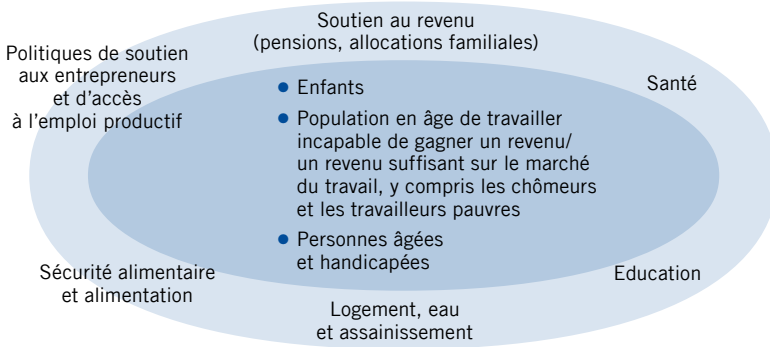 Soutien au revenu
(pensions, allocations familiales)
Politiques de soutien
aux entrepreneurs
et d'accès
à l'emploi productif
Santé
• Enfants
• Population en âge de travailler
incapable de gagner un revenu/
un revenu suffisant sur le marché
du travail, y compris les chômeurs
et les travailleurs pauvres
• Personnes âgées
et handicapées
Sécurité alimentaire
et alimentation
Education
Logement, eau
et assainissement